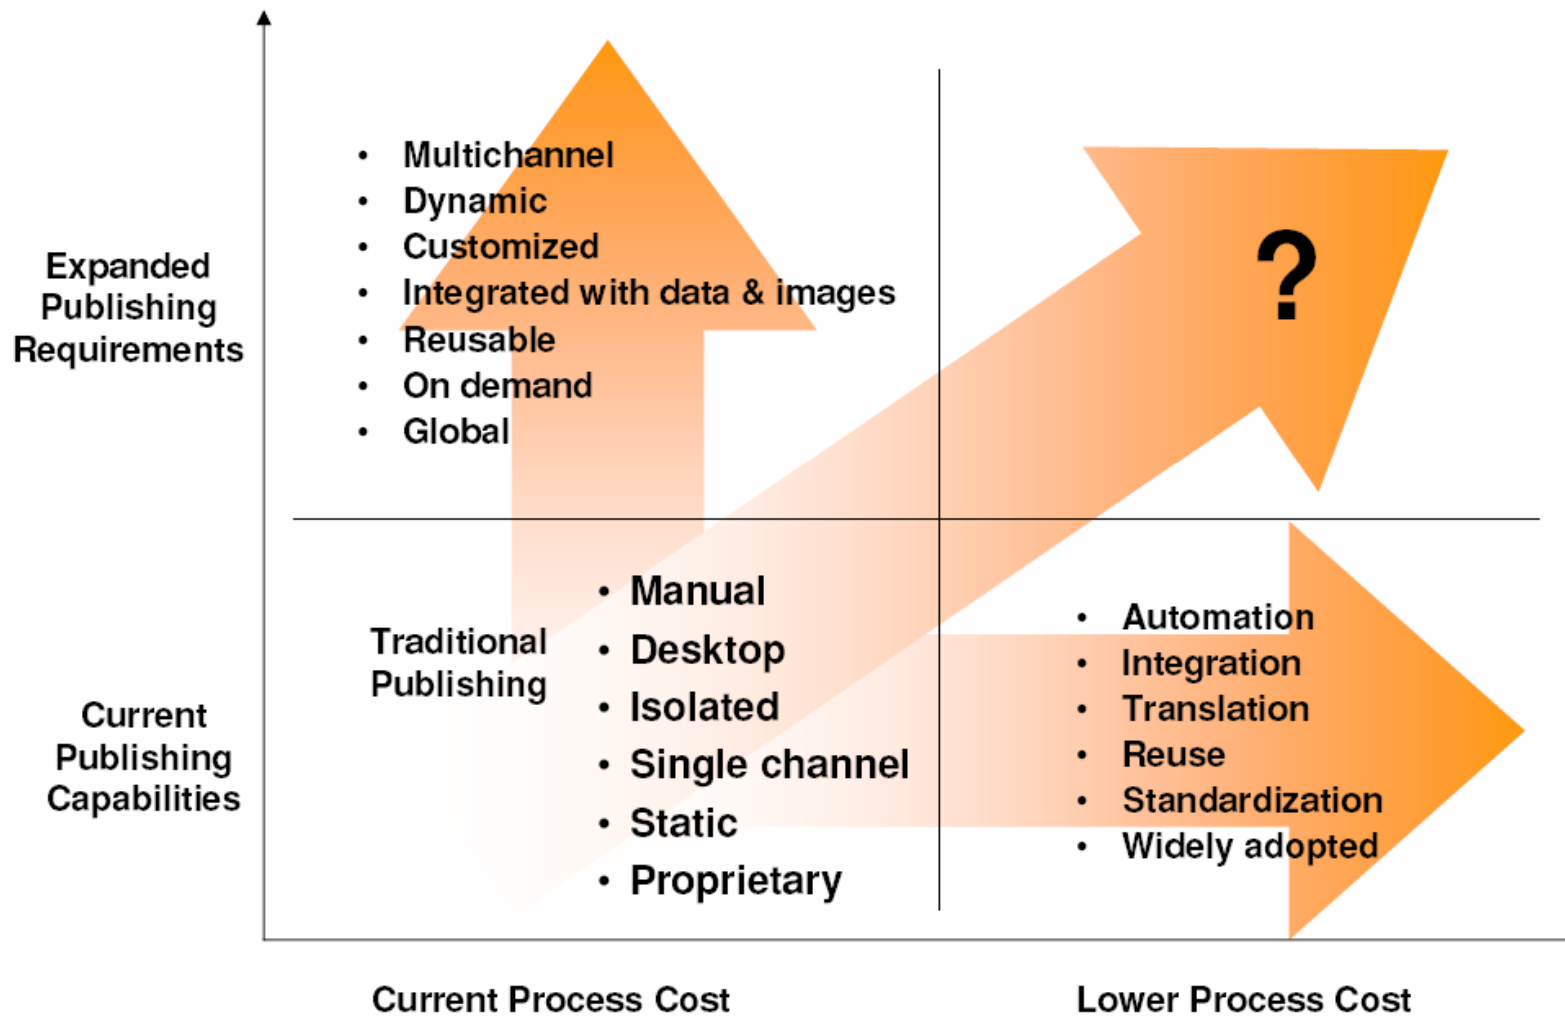 Expanded
Publishing
Requirements
• Multichannel
• Dynamic
• Customized
• Integrated with data & images
• Reusable
• On demand
• Global
?
Current
Publishing
Capabilities
Traditional
Publishing
• Manual
• Desktop
• Isolated
• Single channel
• Static
• Proprietary
• Automation
• Integration
• Translation
• Reuse
• Standardization
• Widely adopted
Current Process Cost
Lower Process Cost